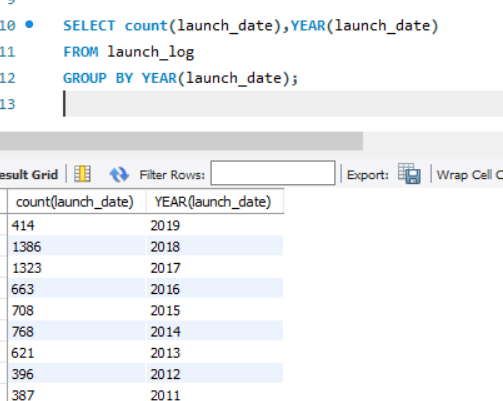 10 SELECT count(launch_date),YEAR(launch_date)
11 FROM launch_log
12 GROUP BY YEAR(launch_date);
13
esult Grid Filter Rows: Export: Wrap Cell C
count(launch_date) YEAR(launch_date)
414 2019
1386 2018
1323 2017
663 2016
708 2015
768 2014
621 2013
396 2012
387 2011